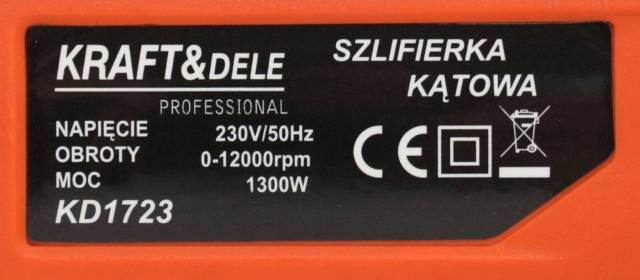 KRAFT&DELE
PROFESSIONAL
SZLIFIERKA
KĄTOWA
NAPIĘCIE 230V/50Hz
OBROTY 0-12000rpm
MOC 1300W
KD1723
CE